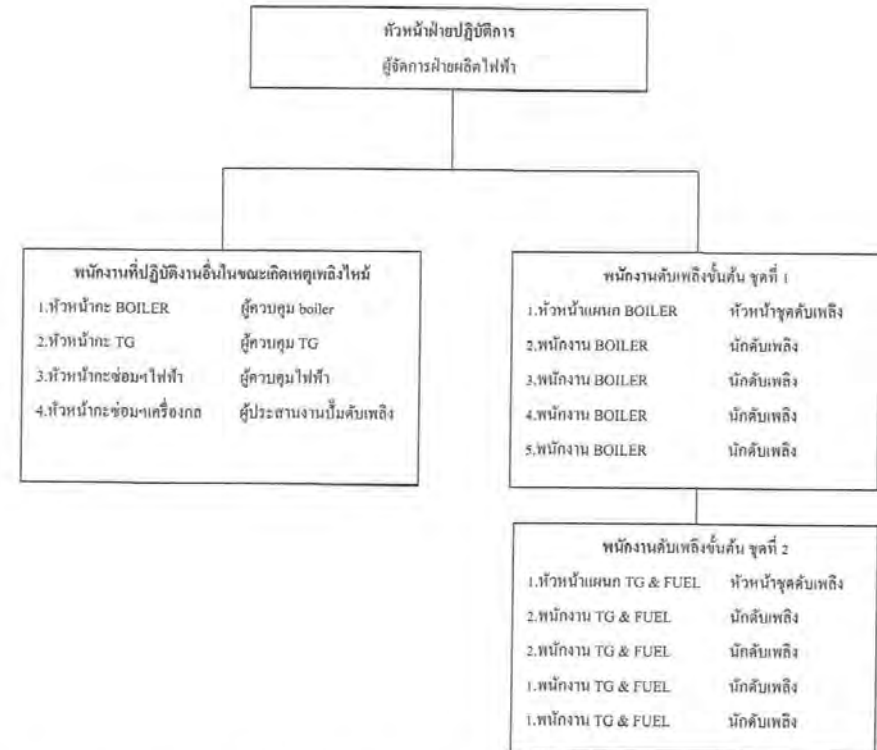 หัวหน้าฝ่ายปฏิบัติการ
ผู้จัดการฝ่ายผลิตไฟฟ้า
พนักงานที่ปฏิบัติงานอื่นในขณะเกิดเหตุเพลิงไหม้
1.หัวหน้ากะ BOILER ผู้ควบคุม boiler
2.หัวหน้ากะ TG ผู้ควบคุม TG
3.หัวหน้ากะซ่อมฯไฟฟ้า ผู้ควบคุมไฟฟ้า
4.หัวหน้ากะซ่อมฯเครื่องกล ผู้ประสานงานปั๊มดับเพลิง
พนักงานดับเพลิงขั้นต้น ชุดที่ 1
1.หัวหน้าแผนก BOILER หัวหน้าชุดดับเพลิง
2.พนักงาน BOILER นักดับเพลิง
3.พนักงาน BOILER นักดับเพลิง
4.พนักงาน BOILER นักดับเพลิง
5.พนักงาน BOILER นักดับเพลิง
พนักงานดับเพลิงขั้นต้น ชุดที่ 2
1.หัวหน้าแผนก TG & FUEL หัวหน้าชุดดับเพลิง
2.พนักงาน TG & FUEL นักดับเพลิง
2.พนักงาน TG & FUEL นักดับเพลิง
1.พนักงาน TG & FUEL นักดับเพลิง
1.พนักงาน TG & FUEL นักดับเพลิง